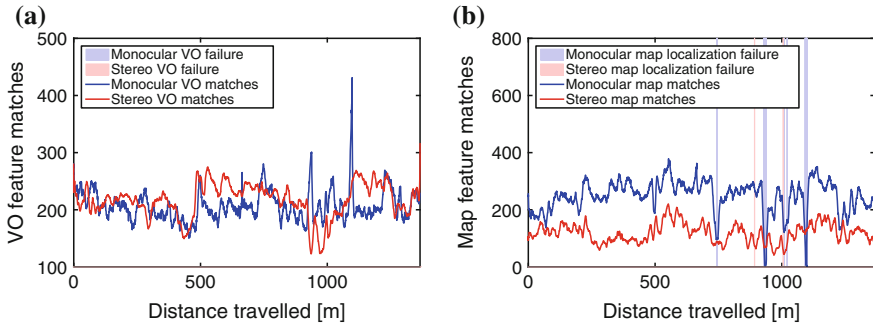 (a)
500
400
300
200
100
0
500
1000
VO feature matches
Distance travelled [m]
Monocular VO failure
Stereo VO failure
Monocular VO matches
Stereo VO matches
(b)
800
600
400
200
0
0
500
1000
Map feature matches
Distance travelled [m]
Monocular map localization failure
Stereo map localization failure
Monocular map matches
Stereo map matches